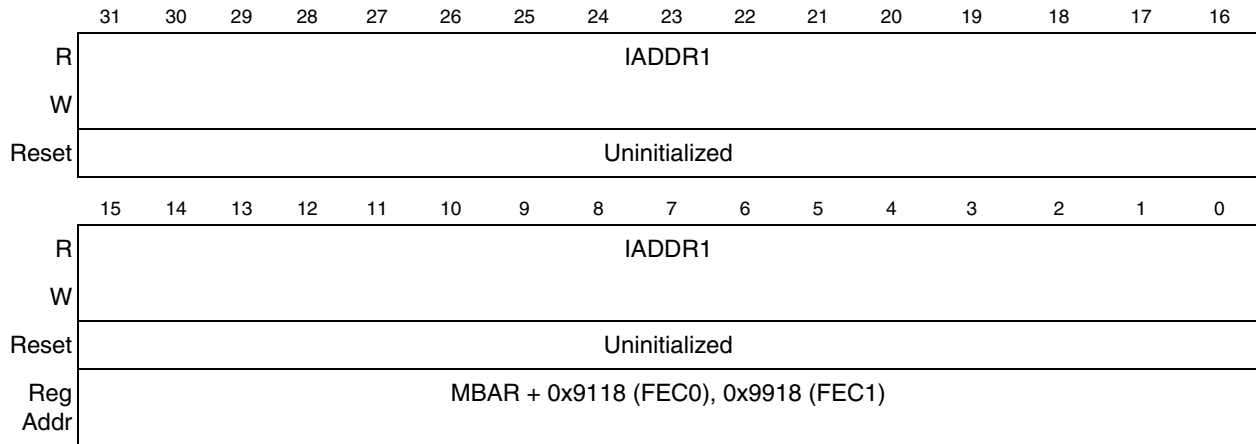 31 30 29 28 27 26 25 24 23 22 21 20 19 18 17 16
R IADDR1
W
Reset Uninitialized
15 14 13 12 11 10 9 8 7 6 5 4 3 2 1 0
R IADDR1
W
Reset Uninitialized
Reg MBAR + 0x9118 (FEC0), 0x9918 (FEC1)
Addr